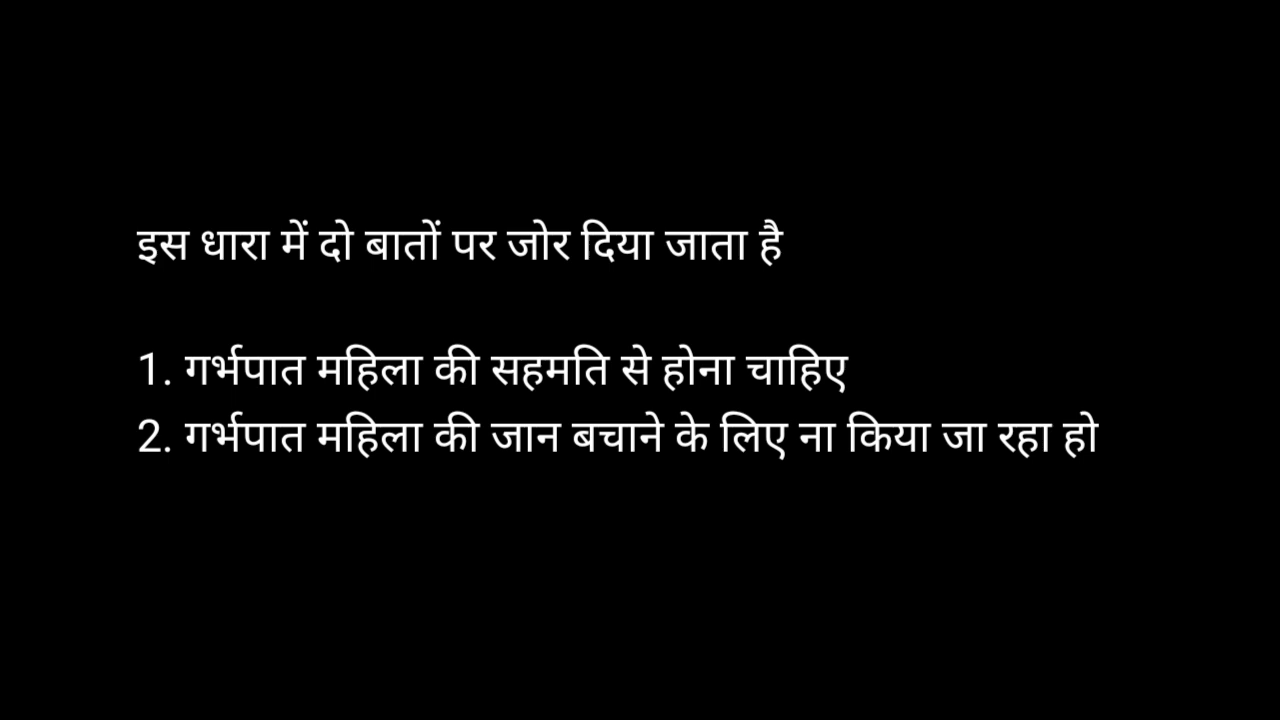 इस धारा में दो बातों पर जोर दिया जाता है
1. गर्भपात महिला की सहमति से होना चाहिए
2. गर्भपात महिला की जान बचाने के लिए ना किया जा रहा हो